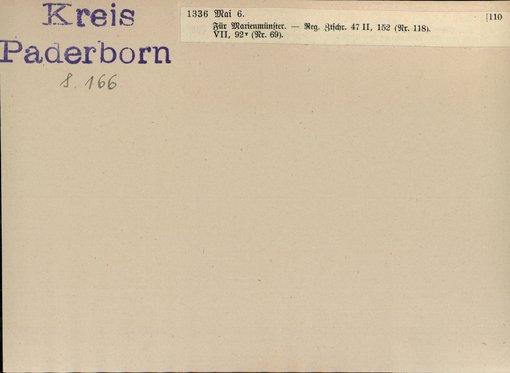 Kreis
Paderborn
S. 166
1336 Mai 6. [110
Für Marienmünster. — Reg. Ztschr. 47 II, 152 (Nr. 118).
VII, 92ᵛ (Nr. 69).